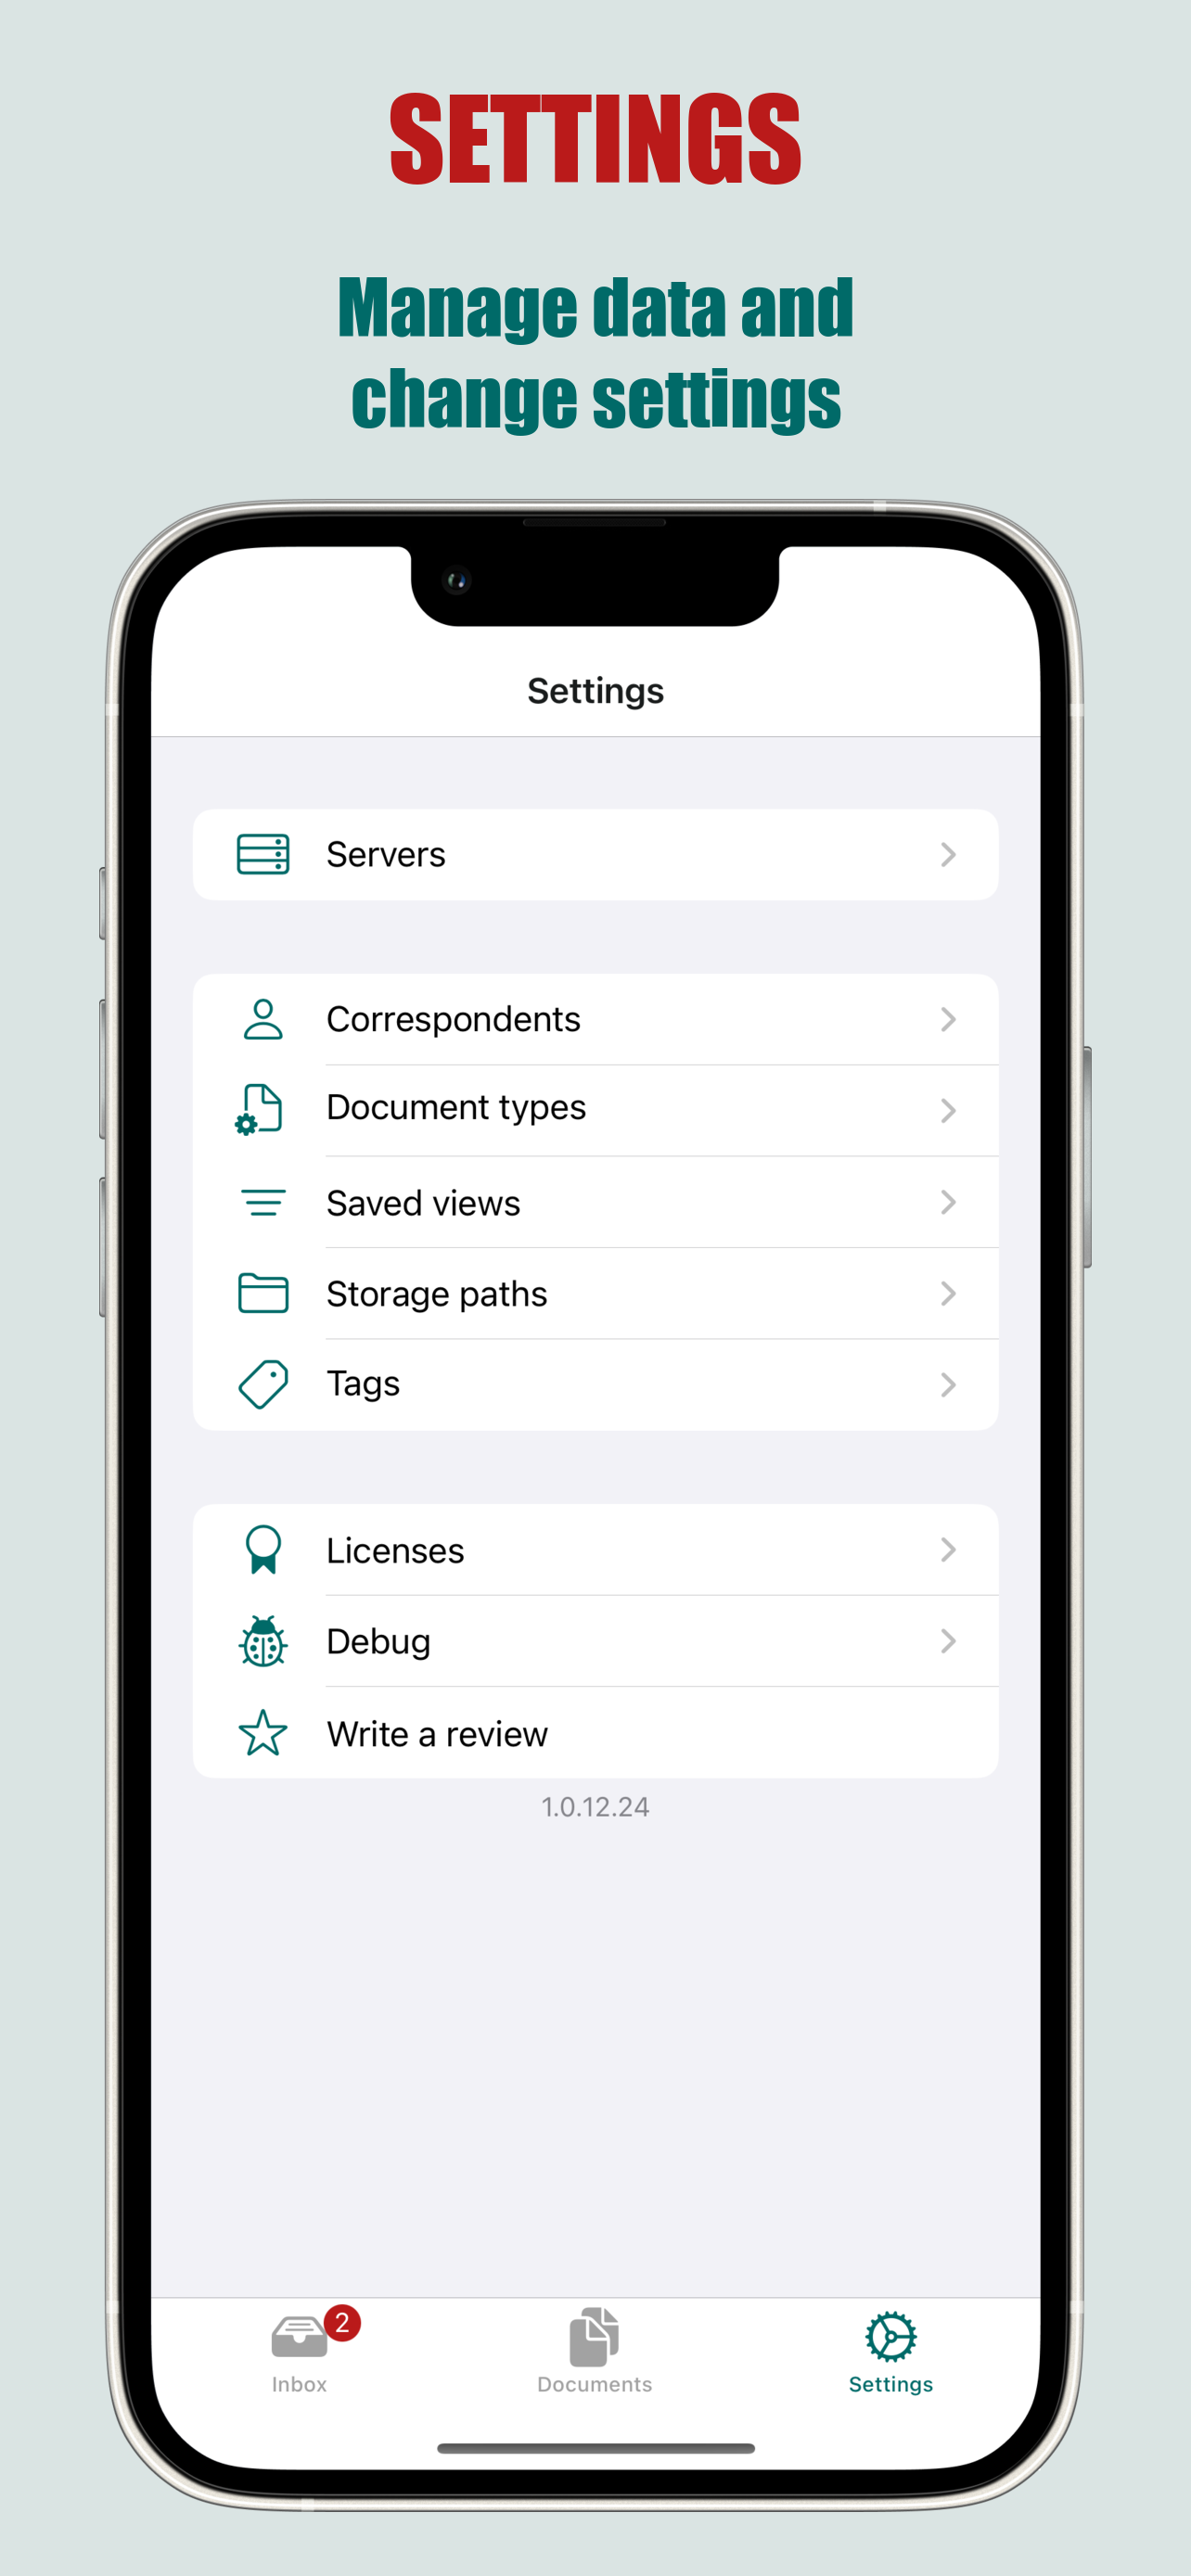 SETTINGS
Manage data and
change settings
Settings
Servers
Correspondents
Document types
Saved views
Storage paths
Tags
Licenses
Debug
Write a review
1.0.12.24
2
Inbox
Documents
Settings